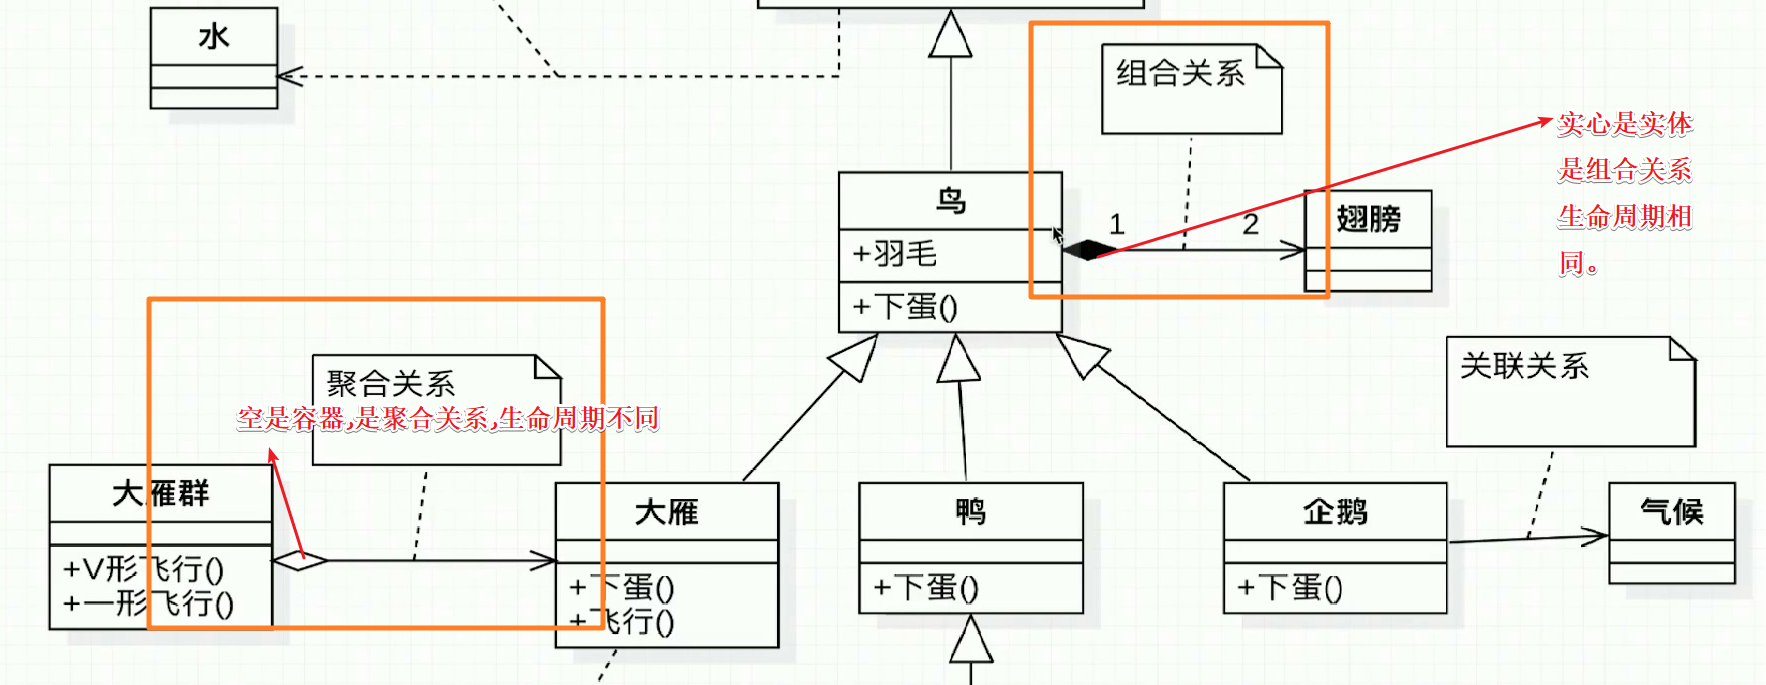 水
组合关系
实心是实体
是组合关系
生命周期相
同。
鸟
+羽毛
+下蛋()
1
2
翅膀
聚合关系
空是容器,是聚合关系,生命周期不同
关联关系
大雁群
+V形飞行()
+一形飞行()
大雁
+下蛋()
+飞行()
鸭
+下蛋()
企鹅
+下蛋()
气候